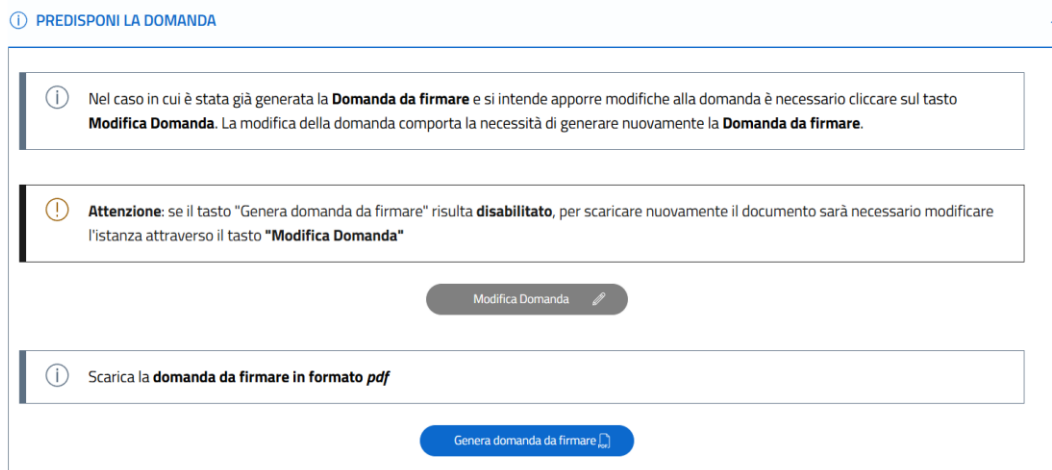 PREDISPONI LA DOMANDA
Nel caso in cui è stata già generata la Domanda da firmare e si intende apporre modifiche alla domanda è necessario cliccare sul tasto
Modifica Domanda. La modifica della domanda comporta la necessità di generare nuovamente la Domanda da firmare.
Attenzione: se il tasto "Genera domanda da firmare" risulta disabilitato, per scaricare nuovamente il documento sarà necessario modificare
l'istanza attraverso il tasto "Modifica Domanda"
Modifica Domanda
Scarica la domanda da firmare in formato pdf
Genera domanda da firmare PDF